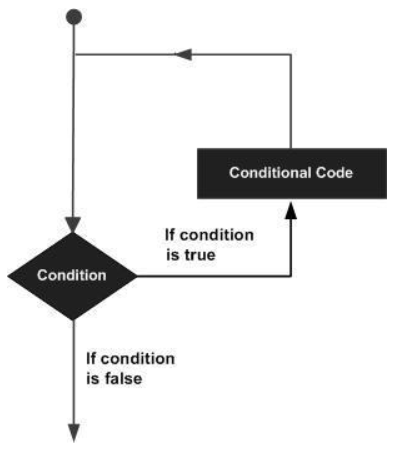 Conditional Code
If condition
is true
Condition
If condition
is false